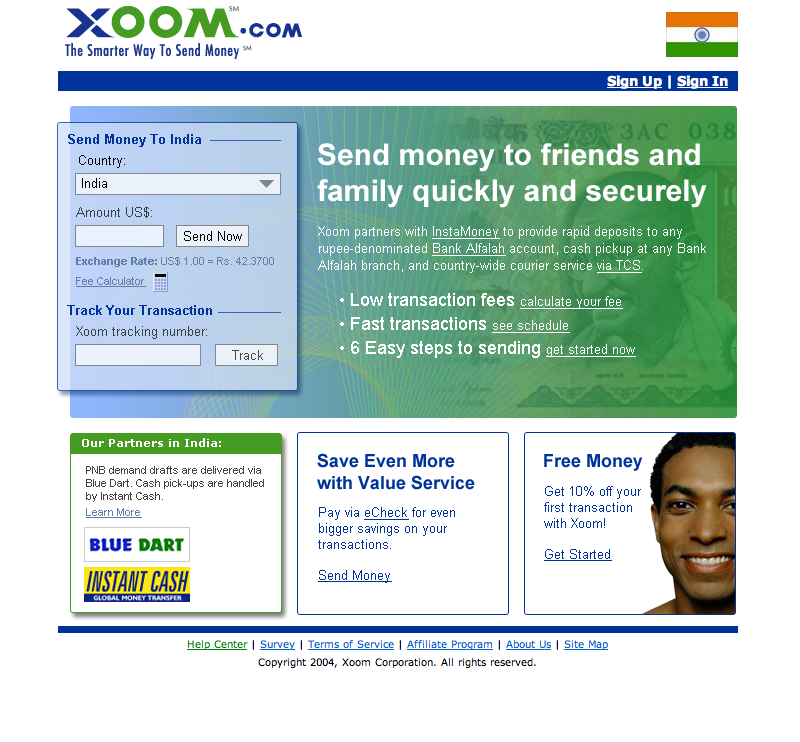 XOOM.COM SM
The Smarter Way To Send Money SM
Sign Up | Sign In
Send Money To India
Country:
India
Amount US$:
Send Now
Exchange Rate: US$ 1.00 = Rs. 42.3700
Fee Calculator
Track Your Transaction
Xoom tracking number:
Track
3AC 038
Send money to friends and
family quickly and securely
Xoom partners with InstaMoney to provide rapid deposits to any
rupee-denominated Bank Alfalah account, cash pickup at any Bank
Alfalah branch, and country-wide courier service via TCS.
• Low transaction fees calculate your fee
• Fast transactions see schedule
• 6 Easy steps to sending get started now
Our Partners in India:
PNB demand drafts are delivered via
Blue Dart. Cash pick-ups are handled
by Instant Cash.
Learn More
BLUE DART
INSTANT CASH
GLOBAL MONEY TRANSFER
Save Even More
with Value Service
Pay via eCheck for even
bigger savings on your
transactions.
Send Money
Free Money
Get 10% off your
first transaction
with Xoom!
Get Started
Help Center | Survey | Terms of Service | Affiliate Program | About Us | Site Map
Copyright 2004, Xoom Corporation. All rights reserved.